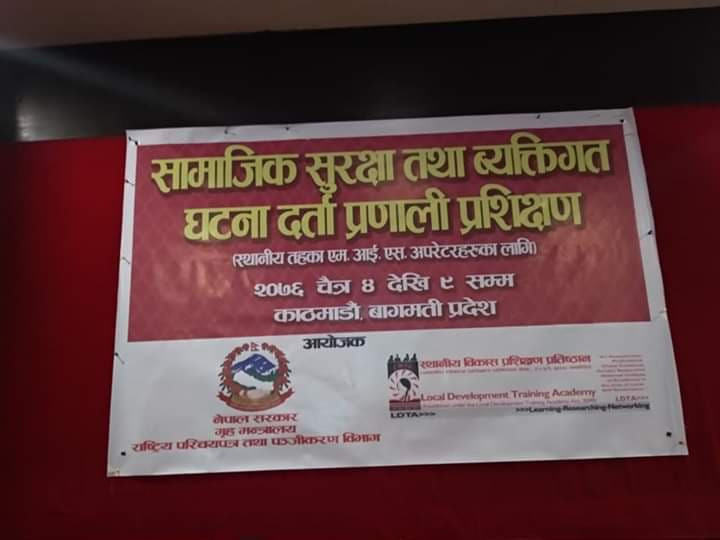 सामाजिक सुरक्षा तथा ब्यक्तिगत
घटना दर्ता प्रणाली प्रशिक्षण
(स्थानीय तहका एम. आई. एस. अपरेटरहरुका लागि)
२०७६ चैत्र ४ देखि ९ सम्म
काठमाडौं, बागमती प्रदेश
आयोजक
नेपाल सरकार
गृह मन्त्रालय
राष्ट्रिय परिचयपत्र तथा पञ्जीकरण विभाग
स्थानीय विकास प्रशिक्षण प्रतिष्ठान
Local Development Training Academy
LDTA>>>
LDTA>>>
>>>Learning-Researching-Networking